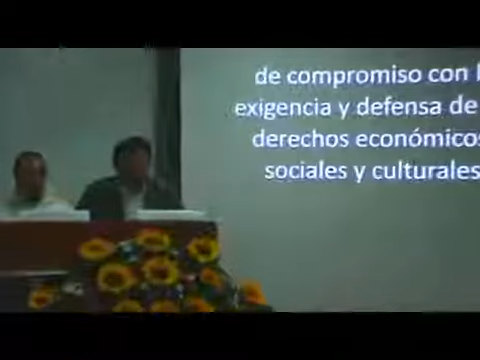 de compromiso con
exigencia y defensa de
derechos económicos
sociales y culturales